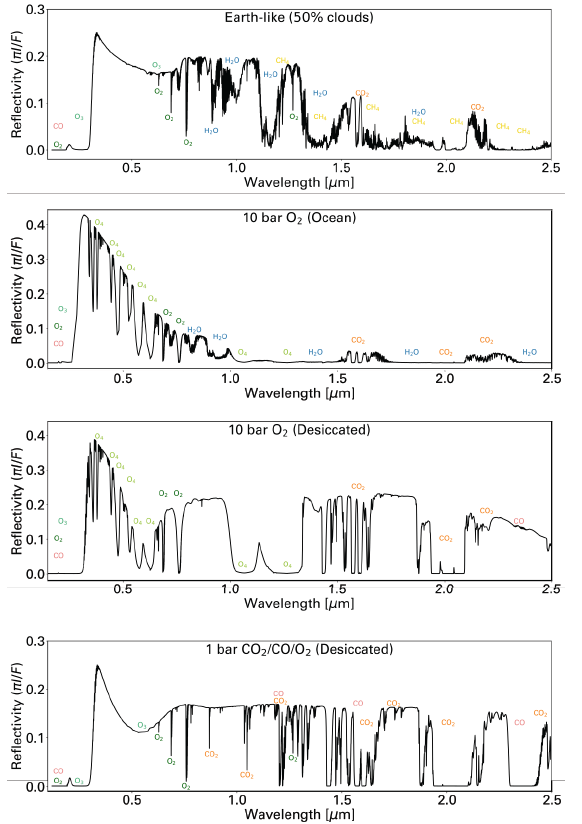 Earth-like (50% clouds)
Reflectivity (πI/F)
0.3
0.2
0.1
0.0
CO
O₂
O₃
O₃
O₂
O₂
O₂
H₂O
H₂O
H₂O
CH₄
O₂
H₂O
CH₄
CO₂
CH₄
H₂O
CH₄
CH₄
CO₂
CH₄
CH₄
0.5 1.0 1.5 2.0 2.5
Wavelength [μm]
10 bar O₂ (Ocean)
Reflectivity (πI/F)
0.4
0.3
0.2
0.1
0.0
O₃
O₂
CO
O₄
O₄
O₄
O₄
O₄
O₄
O₂
O₂
H₂O
H₂O
O₄
O₄
H₂O
CO₂
H₂O
CO₂
CO₂
H₂O
0.5 1.0 1.5 2.0 2.5
Wavelength [μm]
10 bar O₂ (Desiccated)
Reflectivity (πI/F)
0.4
0.3
0.2
0.1
0.0
O₃
O₂
CO
O₄
O₄
O₄
O₄
O₄
O₄
O₂
O₂
O₄
O₄
CO₂
CO₂
CO₂
CO
0.5 1.0 1.5 2.0 2.5
Wavelength [μm]
1 bar CO₂/CO/O₂ (Desiccated)
Reflectivity (πI/F)
0.3
0.2
0.1
0.0
CO
O₂
O₃
O₃
O₂
O₂
O₂
CO₂
CO₂
CO
CO₂
O₂
CO
CO₂
CO₂
CO₂
CO
CO₂
0.5 1.0 1.5 2.0 2.5
Wavelength [μm]